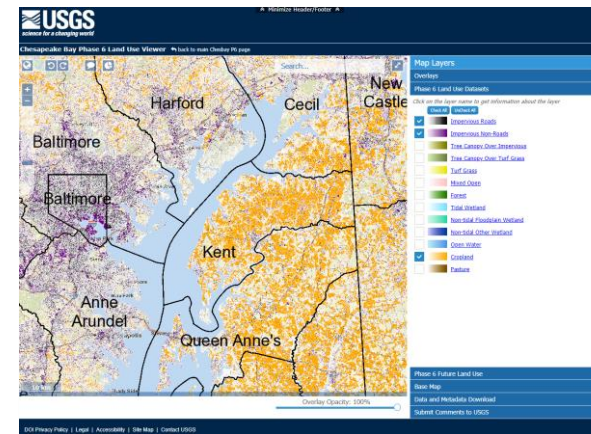 Minimize Header/Footer
USGS
science for a changing world
Chesapeake Bay Phase 6 Land Use Viewer back to main Chesbay P6 page
Search...
Harford
Cecil
New
Castle
Baltimore
Baltimore
Kent
Anne
Arundel
Queen Anne's
Overlay Opacity: 100%
Map Layers
Overlays
Phase 6 Land Use Datasets
Click on the layer name to get information about the layer
Check All Uncheck All
Impervious Roads
Impervious Non-Roads
Tree Canopy Over Impervious
Tree Canopy Over Turf Grass
Turf Grass
Mixed Open
Forest
Tidal Wetland
Non-tidal Floodplain Wetland
Non-tidal Other Wetland
Open Water
Cropland
Pasture
Phase 6 Future Land Use
Base Map
Data and Metadata Download
Submit Comments to USGS
DOI Privacy Policy | Legal | Accessibility | Site Map | Contact USGS